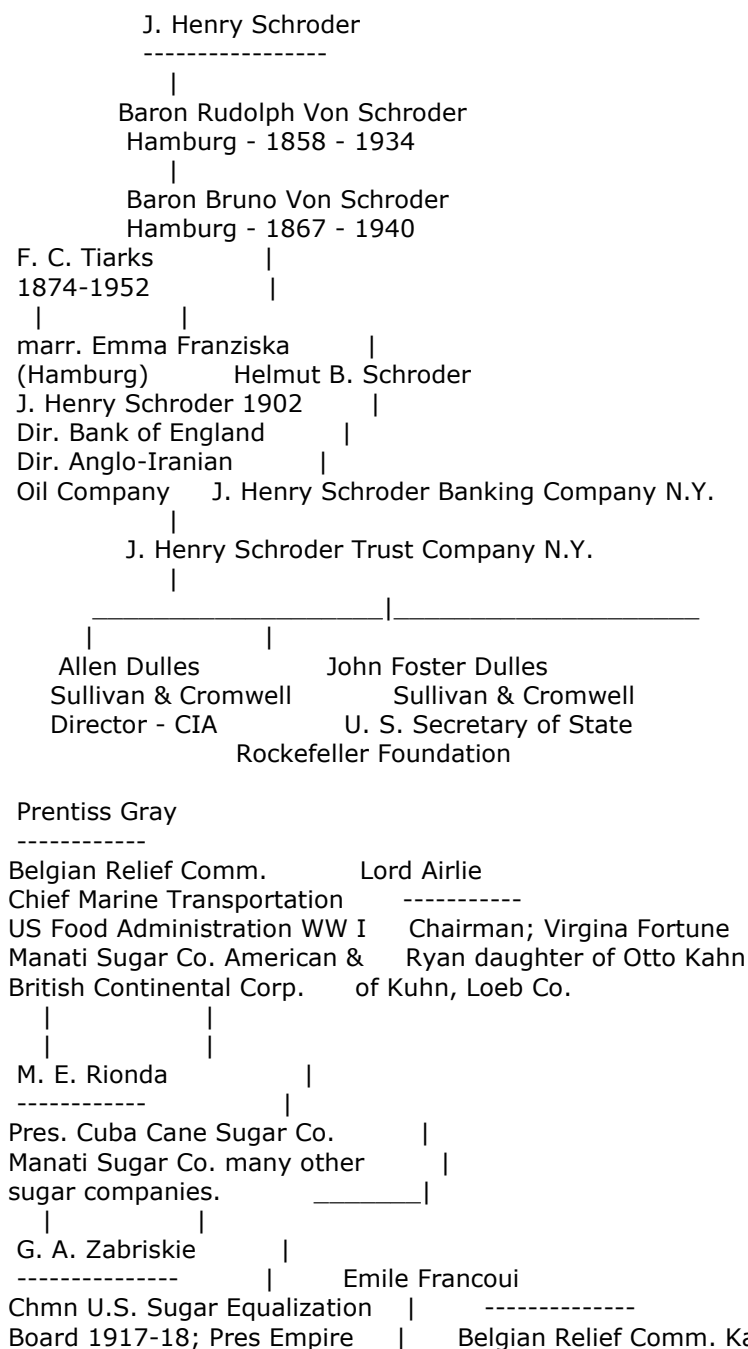 J. Henry Schroder
-----------------
|
Baron Rudolph Von Schroder
Hamburg - 1858 - 1934
|
Baron Bruno Von Schroder
Hamburg - 1867 - 1940
F. C. Tiarks |
1874-1952 |
| |
marr. Emma Franziska |
(Hamburg) Helmut B. Schroder
J. Henry Schroder 1902 |
Dir. Bank of England |
Dir. Anglo-Iranian |
Oil Company J. Henry Schroder Banking Company N.Y.
|
J. Henry Schroder Trust Company N.Y.
|
___________________|____________________
| |
Allen Dulles John Foster Dulles
Sullivan & Cromwell Sullivan & Cromwell
Director - CIA U. S. Secretary of State
Rockefeller Foundation
Prentiss Gray
------------
Belgian Relief Comm. Lord Airlie
Chief Marine Transportation -----------
US Food Administration WW I Chairman; Virgina Fortune
Manati Sugar Co. American & Ryan daughter of Otto Kahn
British Continental Corp. of Kuhn, Loeb Co.
| |
| |
M. E. Rionda |
------------ |
Pres. Cuba Cane Sugar Co. |
Manati Sugar Co. many other |
sugar companies. _______|
| |
G. A. Zabriskie |
--------------- | Emile Francoui
Chmn U.S. Sugar Equalization | --------------
Board 1917-18; Pres Empire | Belgian Relief Comm.